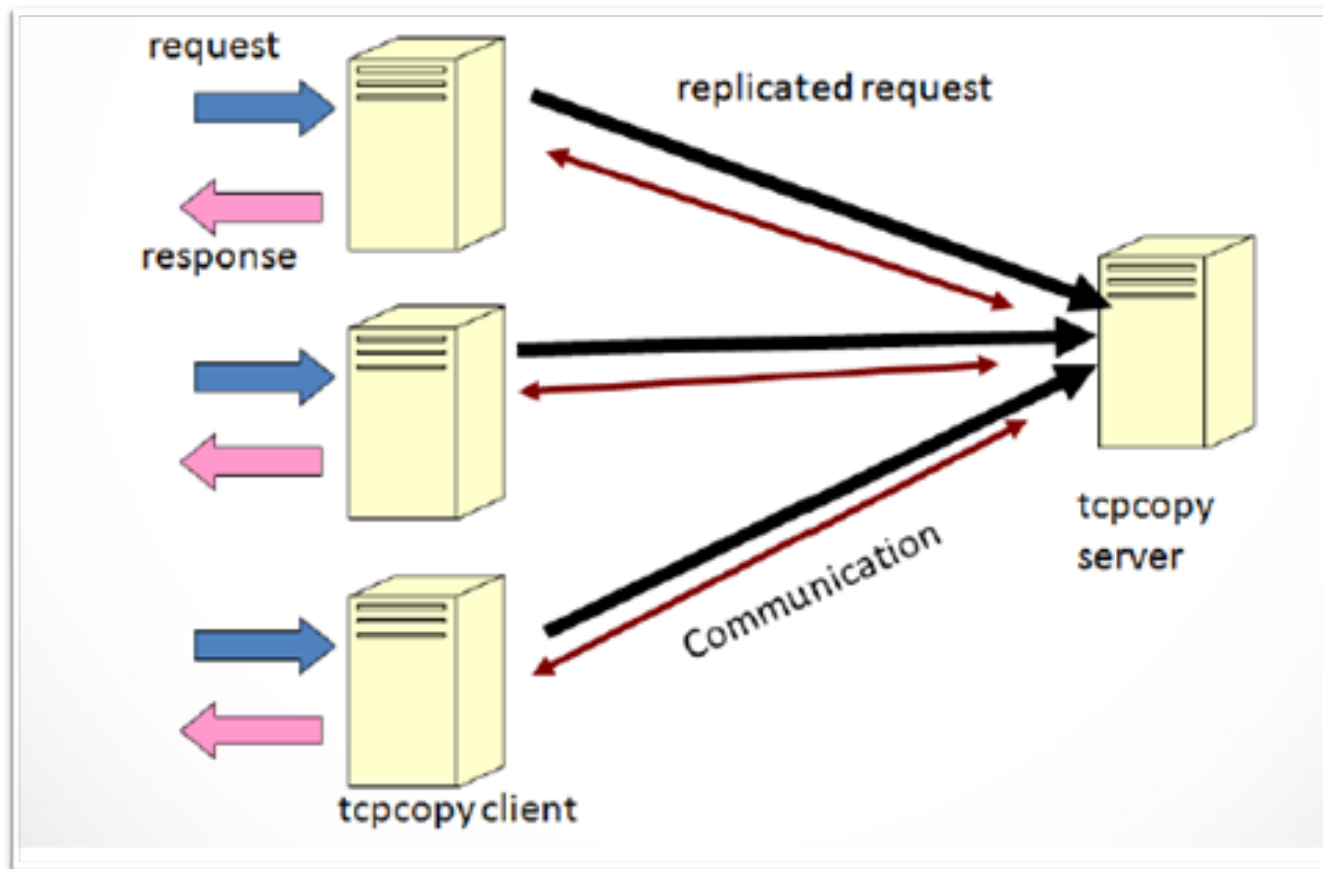 request
replicated request
response
tcpcopy
server
Communication
tcpcopy client